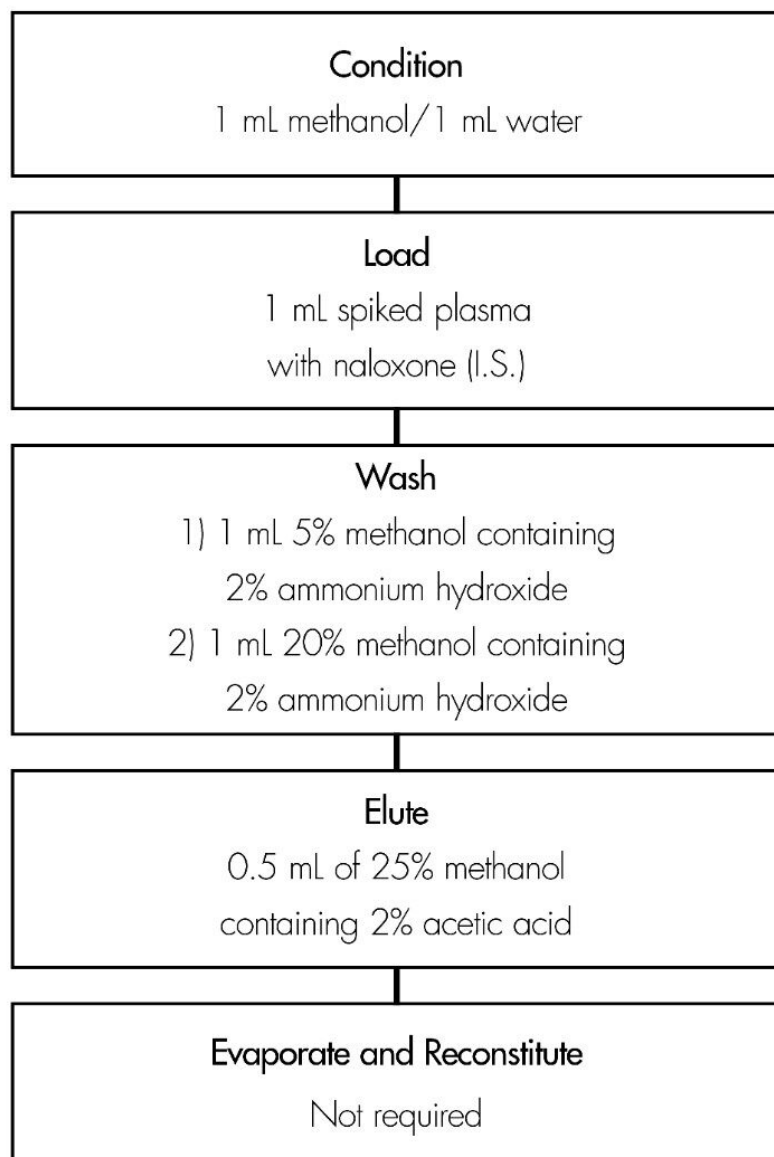 Condition
1 mL methanol/1 mL water
Load
1 mL spiked plasma
with naloxone (I.S.)
Wash
1) 1 mL 5% methanol containing
2% ammonium hydroxide
2) 1 mL 20% methanol containing
2% ammonium hydroxide
Elute
0.5 mL of 25% methanol
containing 2% acetic acid
Evaporate and Reconstitute
Not required